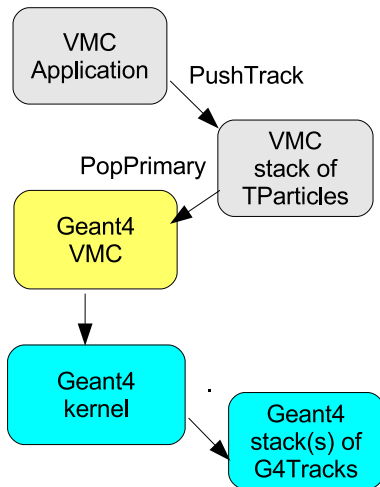 VMC
Application
PushTrack
VMC
stack of
TParticles
PopPrimary
Geant4
VMC
Geant4
kernel
.
Geant4
stack(s) of
G4Tracks